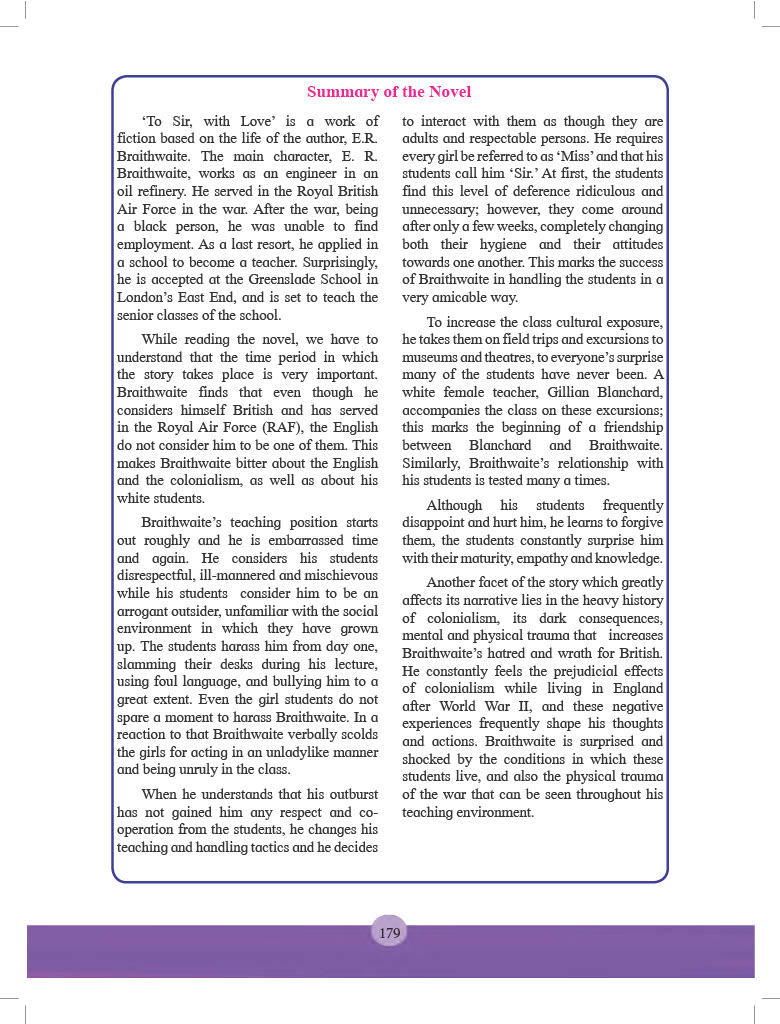 Summary of the Novel
‘To Sir, with Love’ is a work of
fiction based on the life of the author, E.R.
Braithwaite. The main character, E. R.
Braithwaite, works as an engineer in an
oil refinery. He served in the Royal British
Air Force in the war. After the war, being
a black person, he was unable to find
employment. As a last resort, he applied in
a school to become a teacher. Surprisingly,
he is accepted at the Greenslade School in
London’s East End, and is set to teach the
senior classes of the school.
While reading the novel, we have to
understand that the time period in which
the story takes place is very important.
Braithwaite finds that even though he
considers himself British and has served
in the Royal Air Force (RAF), the English
do not consider him to be one of them. This
makes Braithwaite bitter about the English
and the colonialism, as well as about his
white students.
Braithwaite’s teaching position starts
out roughly and he is embarrassed time
and again. He considers his students
disrespectful, ill-mannered and mischievous
while his students consider him to be an
arrogant outsider, unfamiliar with the social
environment in which they have grown
up. The students harass him from day one,
slamming their desks during his lecture,
using foul language, and bullying him to a
great extent. Even the girl students do not
spare a moment to harass Braithwaite. In a
reaction to that Braithwaite verbally scolds
the girls for acting in an unladylike manner
and being unruly in the class.
When he understands that his outburst
has not gained him any respect and co-
operation from the students, he changes his
teaching and handling tactics and he decides
to interact with them as though they are
adults and respectable persons. He requires
every girl be referred to as ‘Miss’ and that his
students call him ‘Sir.’ At first, the students
find this level of deference ridiculous and
unnecessary; however, they come around
after only a few weeks, completely changing
both their hygiene and their attitudes
towards one another. This marks the success
of Braithwaite in handling the students in a
very amicable way.
To increase the class cultural exposure,
he takes them on field trips and excursions to
museums and theatres, to everyone’s surprise
many of the students have never been. A
white female teacher, Gillian Blanchard,
accompanies the class on these excursions;
this marks the beginning of a friendship
between Blanchard and Braithwaite.
Similarly, Braithwaite’s relationship with
his students is tested many a times.
Although his students frequently
disappoint and hurt him, he learns to forgive
them, the students constantly surprise him
with their maturity, empathy and knowledge.
Another facet of the story which greatly
affects its narrative lies in the heavy history
of colonialism, its dark consequences,
mental and physical trauma that increases
Braithwaite’s hatred and wrath for British.
He constantly feels the prejudicial effects
of colonialism while living in England
after World War II, and these negative
experiences frequently shape his thoughts
and actions. Braithwaite is surprised and
shocked by the conditions in which these
students live, and also the physical trauma
of the war that can be seen throughout his
teaching environment.
179